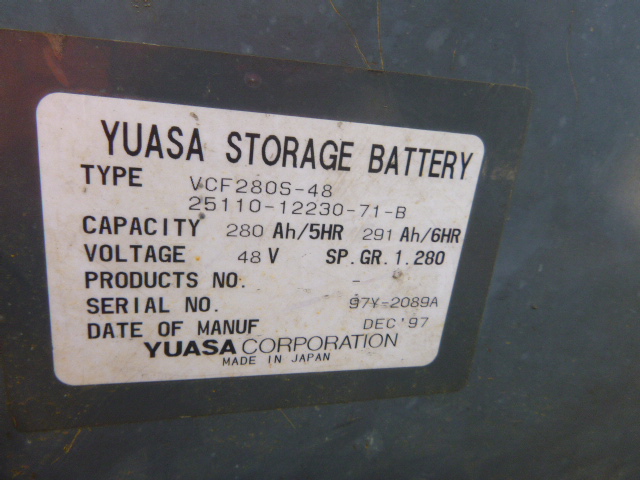 YUASA STORAGE BATTERY
TYPE VCF280S-48
25110-12230-71-B
CAPACITY 280 Ah/5HR 291 Ah/6HR
VOLTAGE 48 V SP.GR.1.280
PRODUCTS NO. -
SERIAL NO. 97Y-2089A
DATE OF MANUF DEC'97
YUASA CORPORATION
MADE IN JAPAN